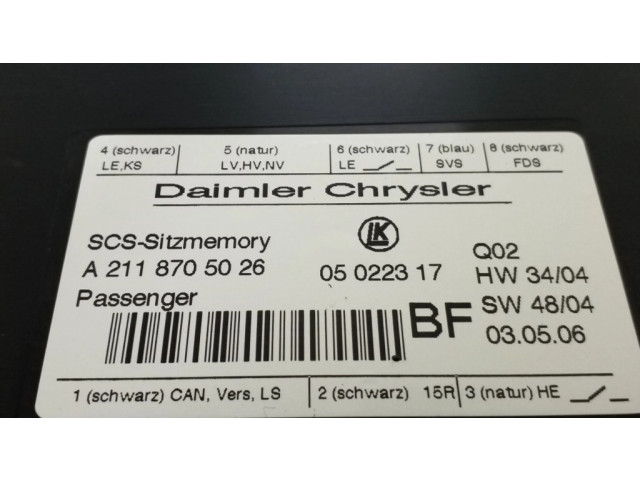 4 (schwarz) 5 (natur) 6 (schwarz) 7 (blau) 8 (schwarz)
LE,KS LV,HV,NV LE SVS FDS
Daimler Chrysler
SCS-Sitzmemory LK Q02
A 211 870 50 26 05 0223 17 HW 34/04
Passenger BF SW 48/04
03.05.06
1 (schwarz) CAN, Vers, LS 2 (schwarz) 15R 3 (natur) HE